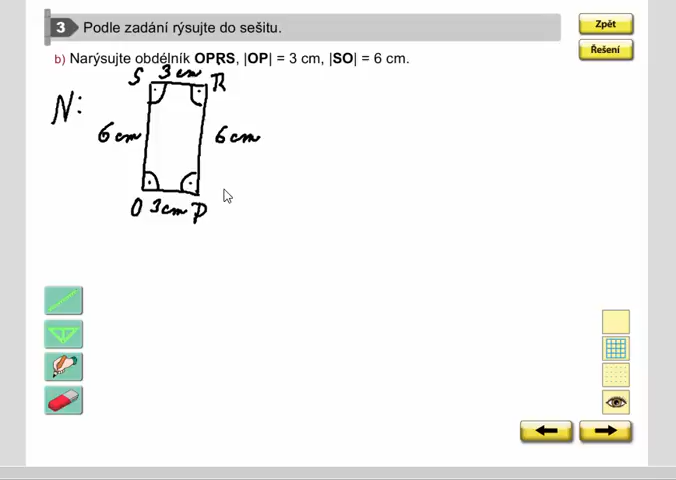 3 Podle zadání rýsujte do sešitu.
Zpět
Řešení
b) Narýsujte obdélník OPRS, |OP| = 3 cm, |SO| = 6 cm.
S 3 cm R
N:
6 cm 6 cm
O 3 cm P